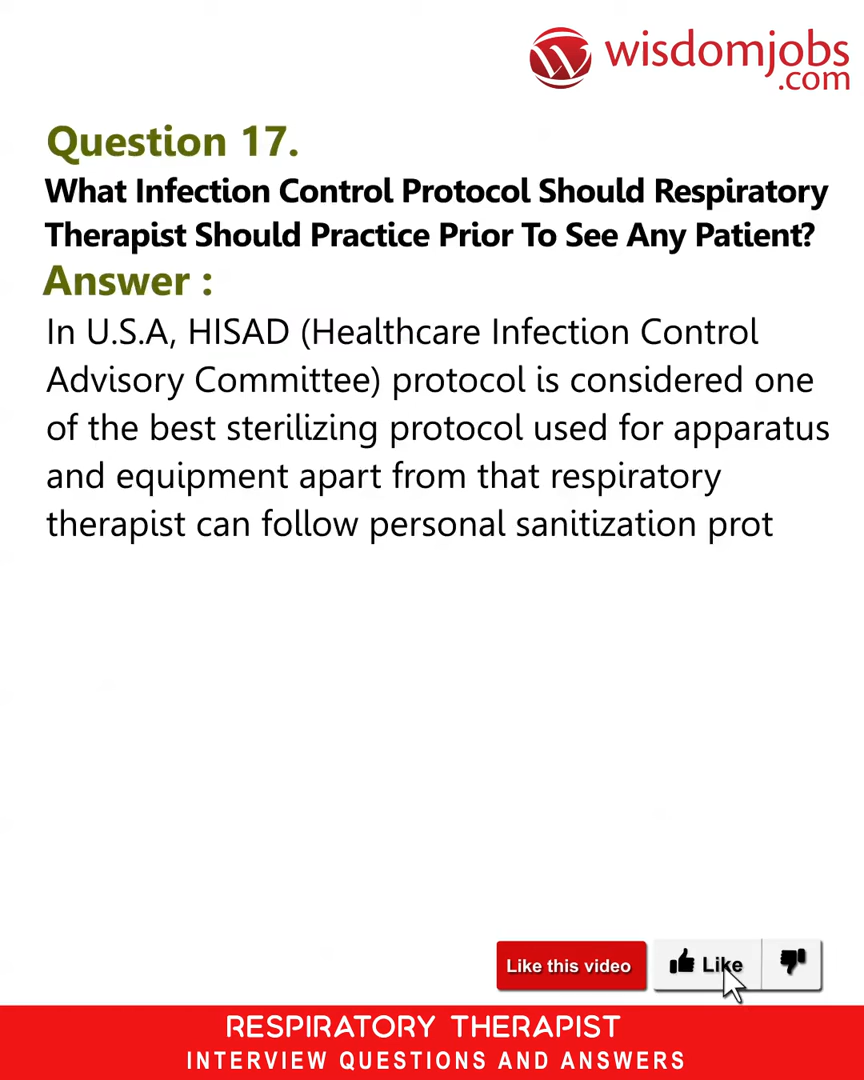 wisdomjobs
.com
Question 17.
What Infection Control Protocol Should Respiratory
Therapist Should Practice Prior To See Any Patient?
Answer :
In U.S.A, HISAD (Healthcare Infection Control
Advisory Committee) protocol is considered one
of the best sterilizing protocol used for apparatus
and equipment apart from that respiratory
therapist can follow personal sanitization prot
Like this video
Like
RESPIRATORY THERAPIST
INTERVIEW QUESTIONS AND ANSWERS